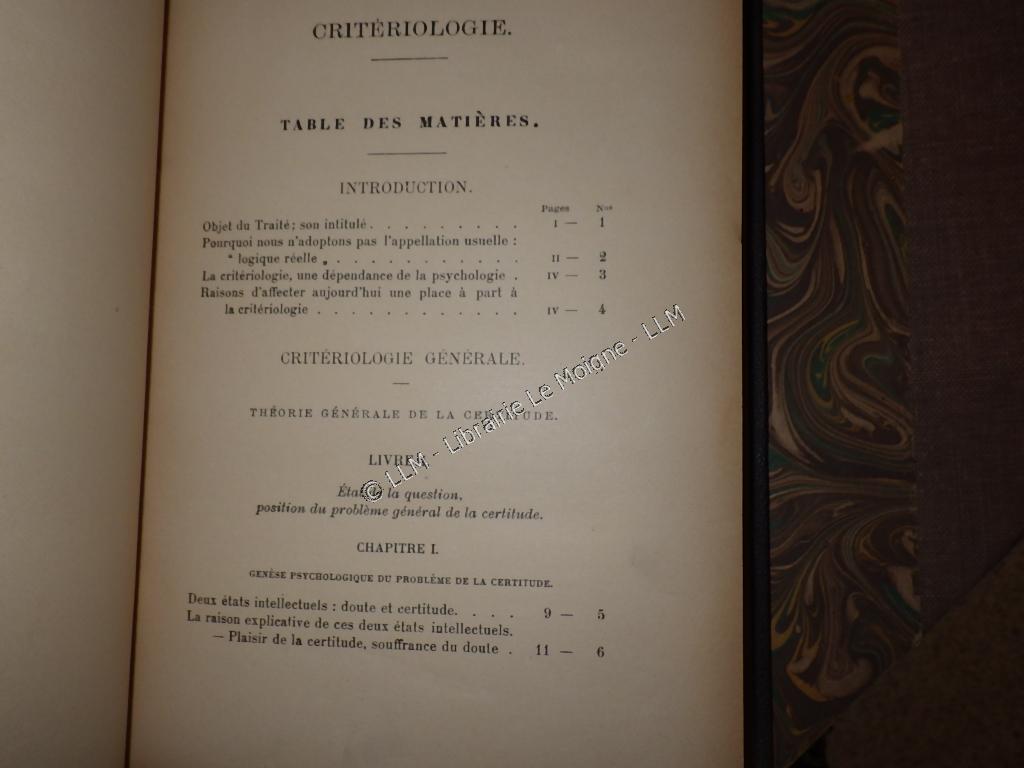 CRITÉRIOLOGIE.
TABLE DES MATIÈRES.
INTRODUCTION.
Pages Nos
Objet du Traité; son intitulé . . . . . . . . . I — 1
Pourquoi nous n'adoptons pas l'appellation usuelle :
“ logique réelle „ . . . . . . . . . . . II — 2
La critériologie, une dépendance de la psychologie . IV — 3
Raisons d'affecter aujourd'hui une place à part à
la critériologie . . . . . . . . . . . . IV — 4
CRITÉRIOLOGIE GÉNÉRALE.
THÉORIE GÉNÉRALE DE LA CERTITUDE.
LIVRE I.
État de la question,
position du problème général de la certitude.
CHAPITRE I.
GENÈSE PSYCHOLOGIQUE DU PROBLÈME DE LA CERTITUDE.
Deux états intellectuels : doute et certitude. . . . 9 — 5
La raison explicative de ces deux états intellectuels.
— Plaisir de la certitude, souffrance du doute . 11 — 6
© LLM - Librairie Le Moigne - LLM